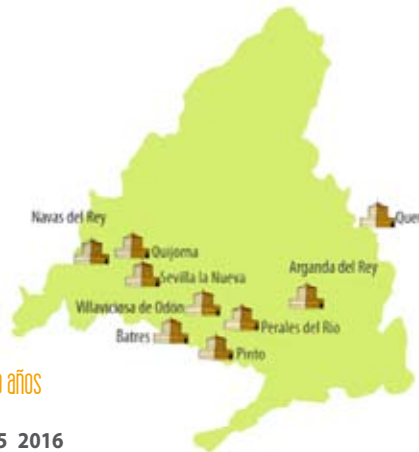 Navas del Rey
Quijorna
Sevilla la Nueva
Arganda del Rey
Villaviciosa de Odón
Perales del Río
Batres
Pinto
años
2016